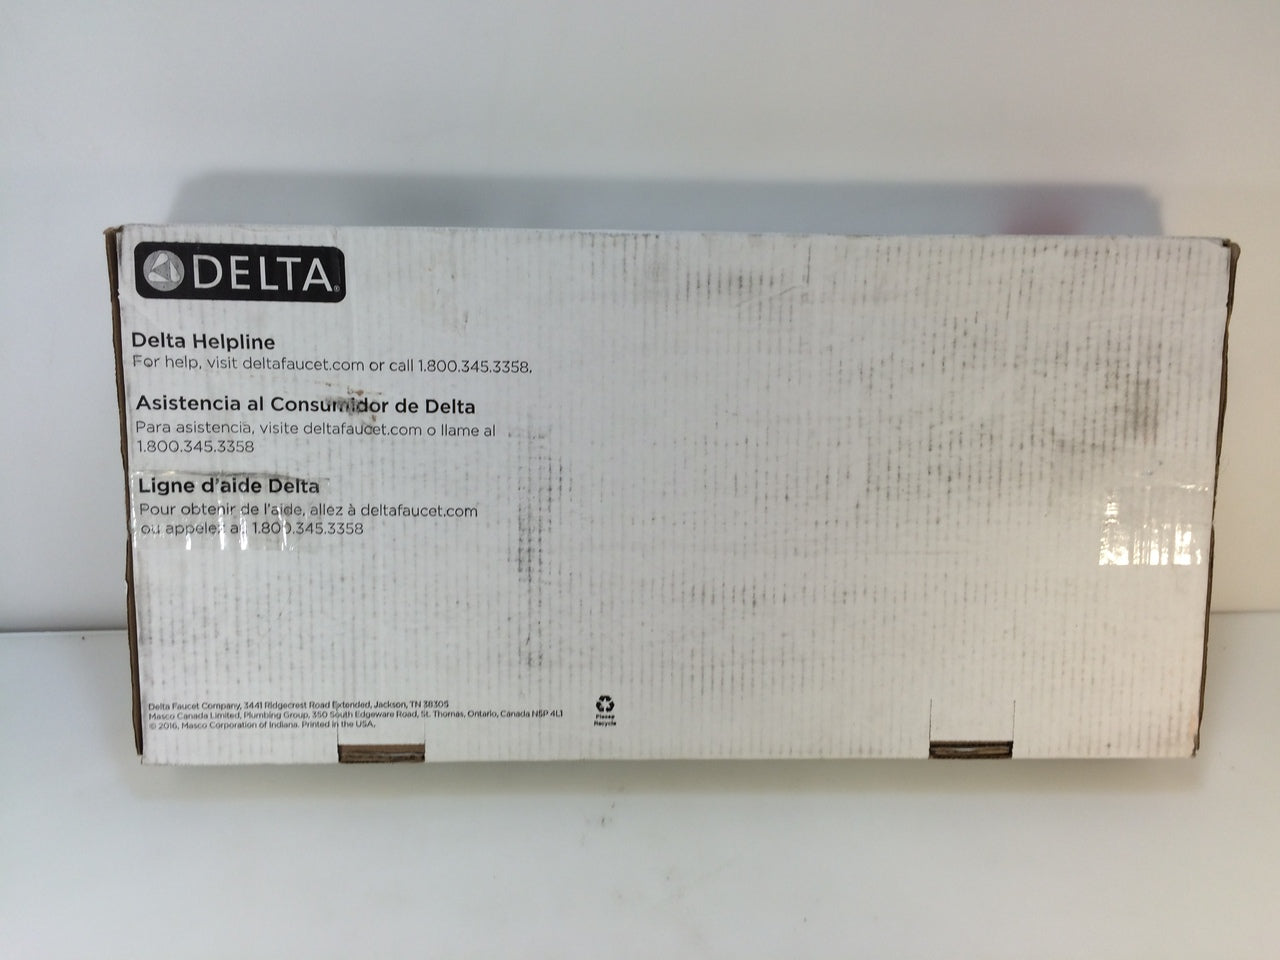 DELTA®
Delta Helpline
For help, visit deltafaucet.com or call 1.800.345.3358.
Asistencia al Consumidor de Delta
Para asistencia, visite deltafaucet.com o llame al
1.800.345.3358
Ligne d'aide Delta
Pour obtenir de l'aide, allez à deltafaucet.com
ou appelez au 1.800.345.3358
Delta Faucet Company, 3441 Ridgecrest Road Extended, Jackson, TN 38305
Masco Canada Limited, Plumbing Group, 350 South Edgeware Road, St. Thomas, Ontario, Canada N5P 4L1
© 2016, Masco Corporation of Indiana. Printed in the USA.
Please
Recycle